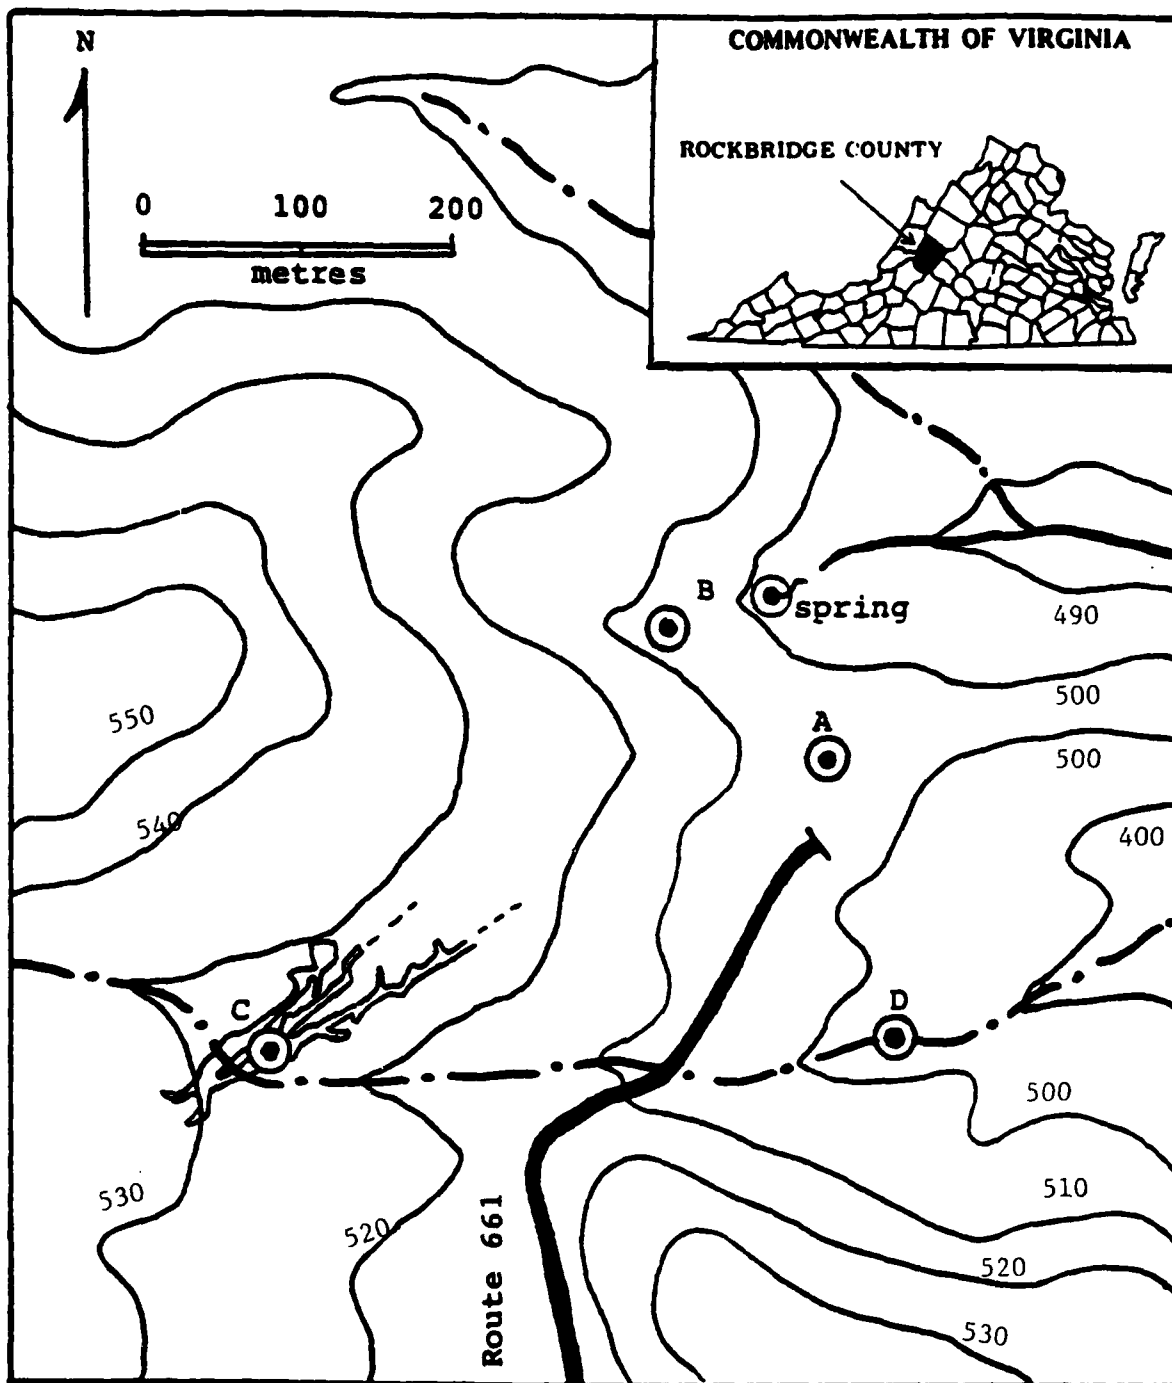 N
COMMONWEALTH OF VIRGINIA
ROCKBRIDGE COUNTY
0 100 200
metres
B
spring
490
500
550
A
500
540
400
C
D
500
530
510
520
Route 661
520
530